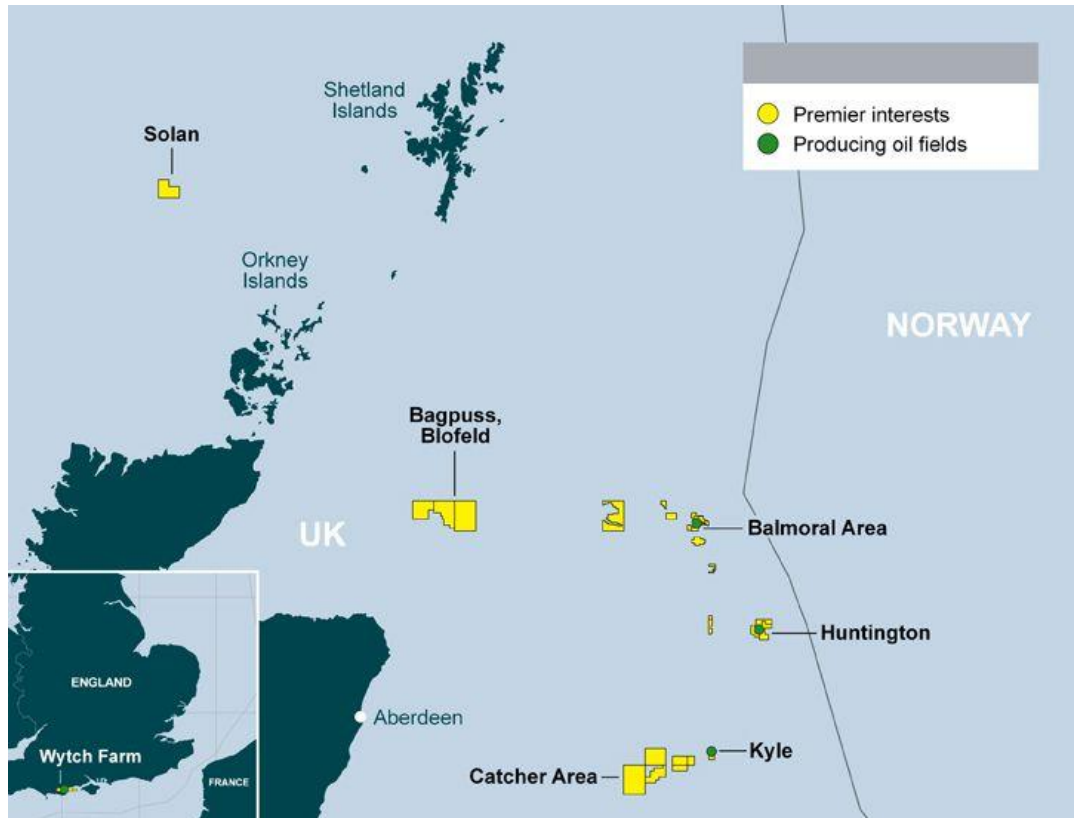 Shetland
Islands
Premier interests
Producing oil fields
Solan
Orkney
Islands
NORWAY
Bagpuss,
Blofeld
UK
Balmoral Area
Huntington
ENGLAND
Aberdeen
Wytch Farm
Kyle
Catcher Area
FRANCE